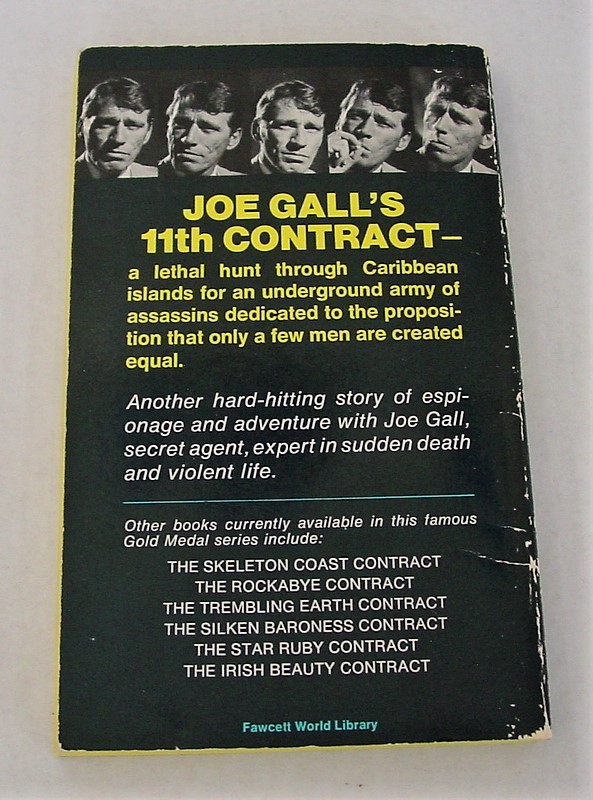 JOE GALL'S
11th CONTRACT—
a lethal hunt through Caribbean
islands for an underground army of
assassins dedicated to the proposi-
tion that only a few men are created
equal.
Another hard-hitting story of espi-
onage and adventure with Joe Gall,
secret agent, expert in sudden death
and violent life.
Other books currently available in this famous
Gold Medal series include:
THE SKELETON COAST CONTRACT
THE ROCKABYE CONTRACT
THE TREMBLING EARTH CONTRACT
THE SILKEN BARONESS CONTRACT
THE STAR RUBY CONTRACT
THE IRISH BEAUTY CONTRACT
Fawcett World Library